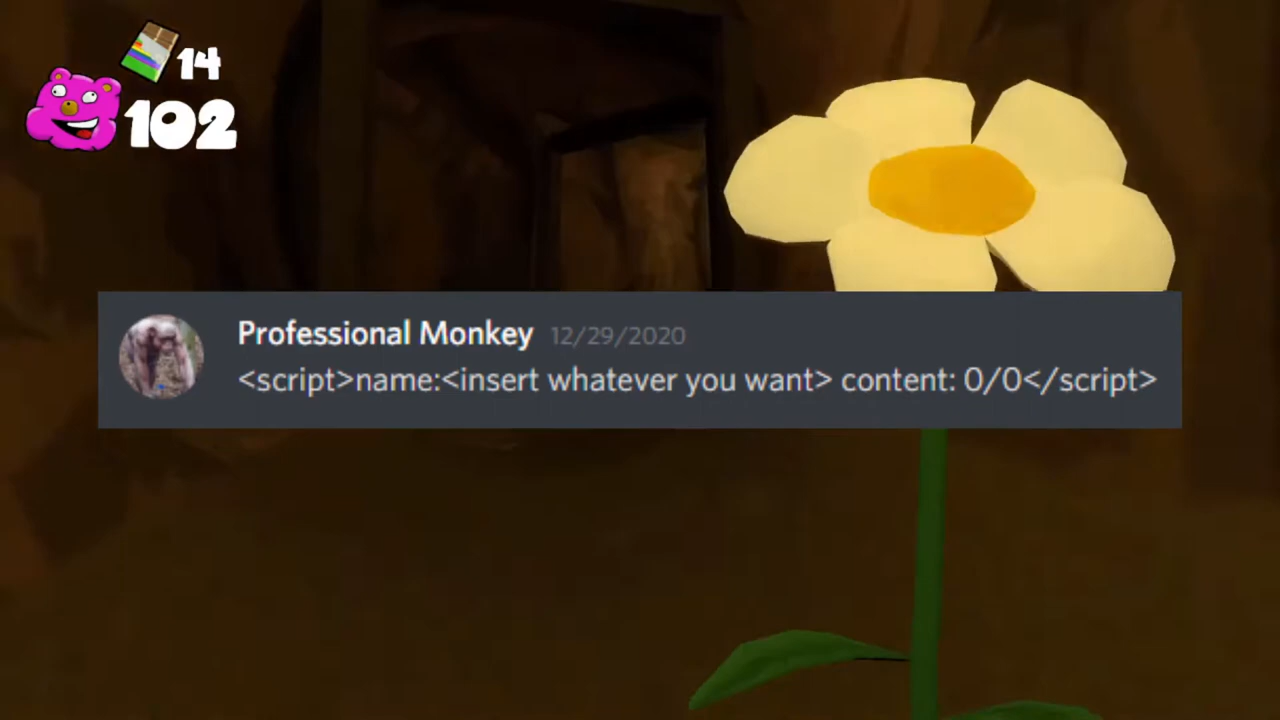 14
102
Professional Monkey 12/29/2020
<script>name:<insert whatever you want> content: 0/0</script>